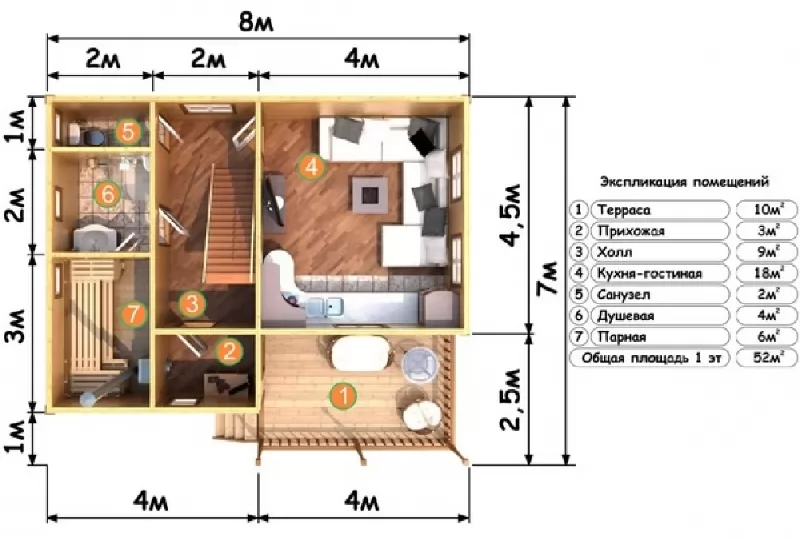 8м
2м 2м 4м
1м
2м
3м
1м
4,5м
2,5м
7м
5
6
4
7
3
2
1
4м 4м
Экспликация помещений
1 Терраса 10м²
2 Прихожая 3м²
3 Холл 9м²
4 Кухня-гостиная 18м²
5 Санузел 2м²
6 Душевая 4м²
7 Парная 6м²
Общая площадь 1 эт 52м²